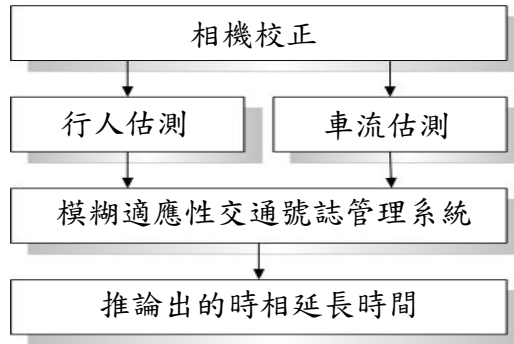 相機校正
行人估測
車流估測
模糊適應性交通號誌管理系統
推論出的時相延長時間